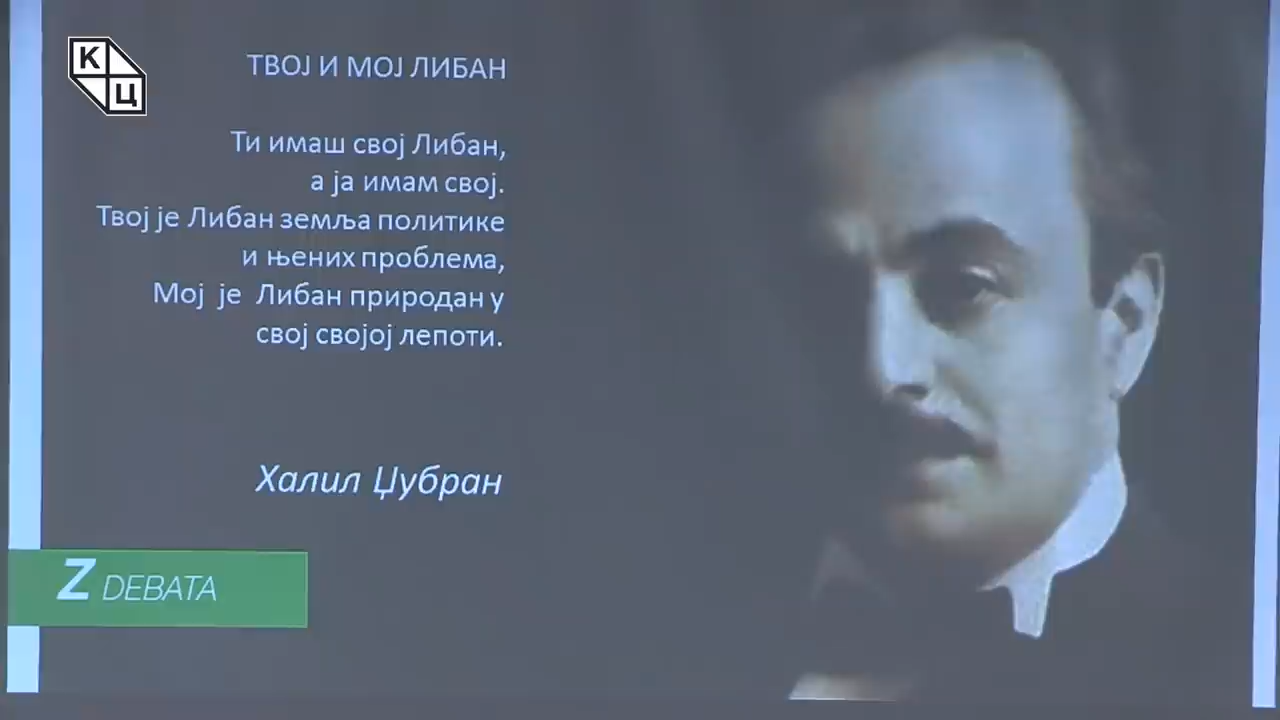 К
Ц
ТВОЈ И МОЈ ЛИБАН
Ти имаш свој Либан,
а ја имам свој.
Твој је Либан земља политике
и њених проблема,
Мој је Либан природан у
свој својој лепоти.
Халил Џубран
Z DEBATA